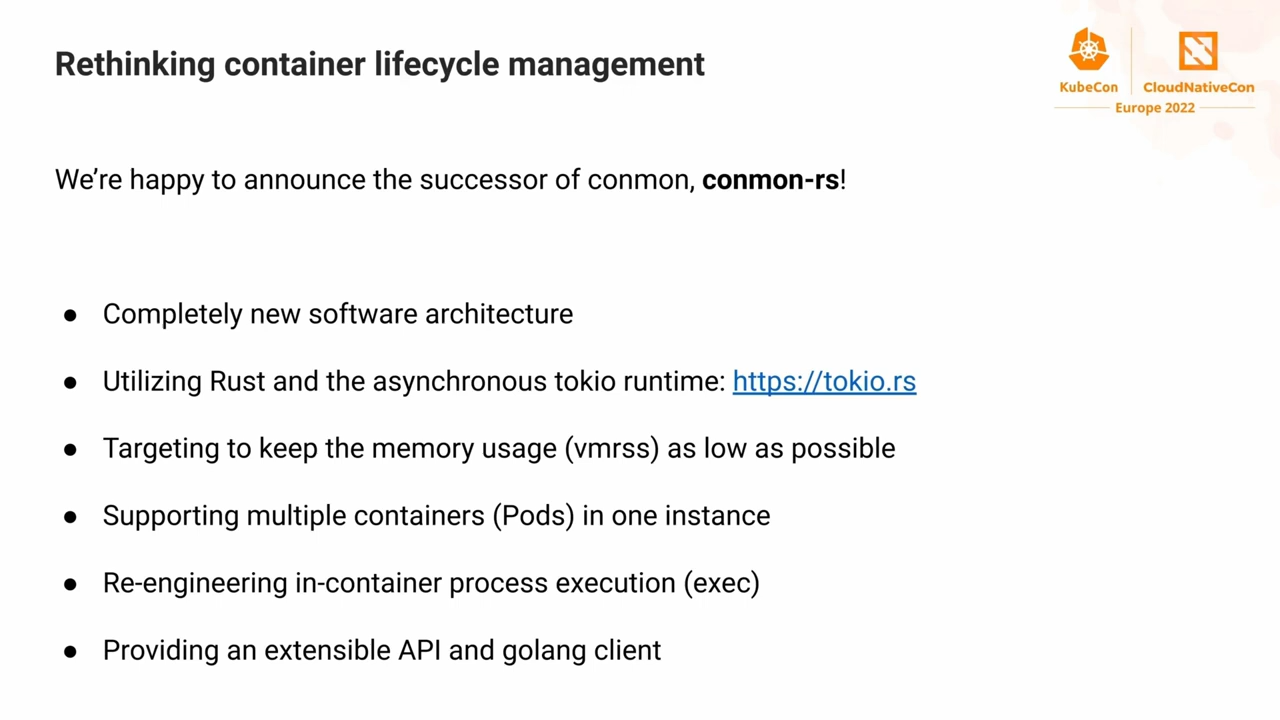 Rethinking container lifecycle management
KubeCon
CloudNativeCon
Europe 2022
We’re happy to announce the successor of conmon, conmon-rs!
● Completely new software architecture
● Utilizing Rust and the asynchronous tokio runtime: https://tokio.rs
● Targeting to keep the memory usage (vmrss) as low as possible
● Supporting multiple containers (Pods) in one instance
● Re-engineering in-container process execution (exec)
● Providing an extensible API and golang client